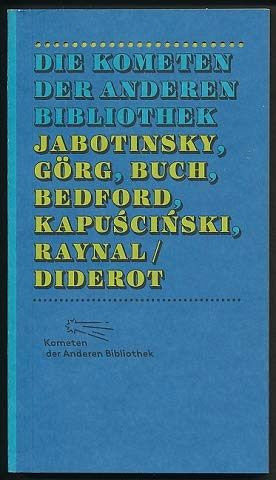 DIE KOMETEN
DER ANDEREN
BIBLIOTHEK
JABOTINSKY,
GÖRG, BUCH,
BEDFORD,
KAPUŚCIŃSKI,
RAYNAL /
DIDEROT
Kometen
der Anderen Bibliothek